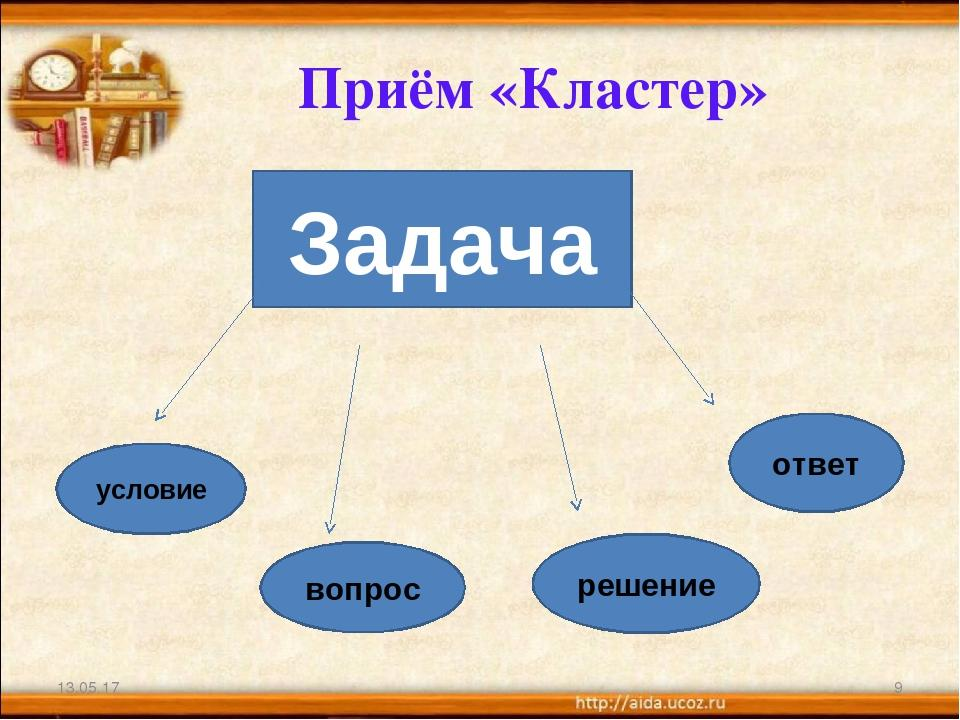 Приём «Кластер»
Задача
условие
вопрос
решение
ответ
13.05.17
9
http://aida.ucoz.ru